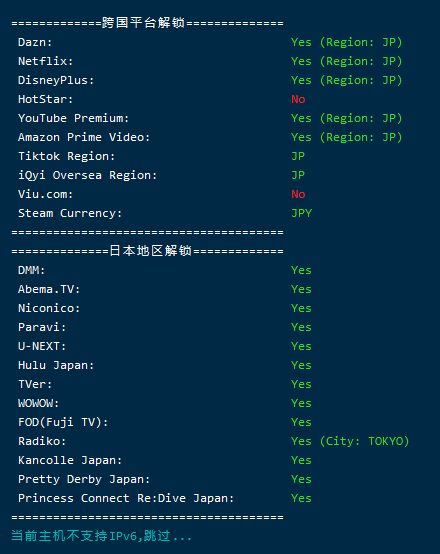 =============跨国平台解锁==============
Dazn: Yes (Region: JP)
Netflix: Yes (Region: JP)
DisneyPlus: Yes (Region: JP)
HotStar: No
YouTube Premium: Yes (Region: JP)
Amazon Prime Video: Yes (Region: JP)
Tiktok Region: JP
iQyi Oversea Region: JP
Viu.com: No
Steam Currency: JPY
=======================================
==============日本地区解锁=============
DMM: Yes
Abema.TV: Yes
Niconico: Yes
Paravi: Yes
U-NEXT: Yes
Hulu Japan: Yes
TVer: Yes
WOWOW: Yes
FOD(Fuji TV): Yes
Radiko: Yes (City: TOKYO)
Kancolle Japan: Yes
Pretty Derby Japan: Yes
Princess Connect Re:Dive Japan: Yes
=======================================
当前主机不支持IPv6,跳过...